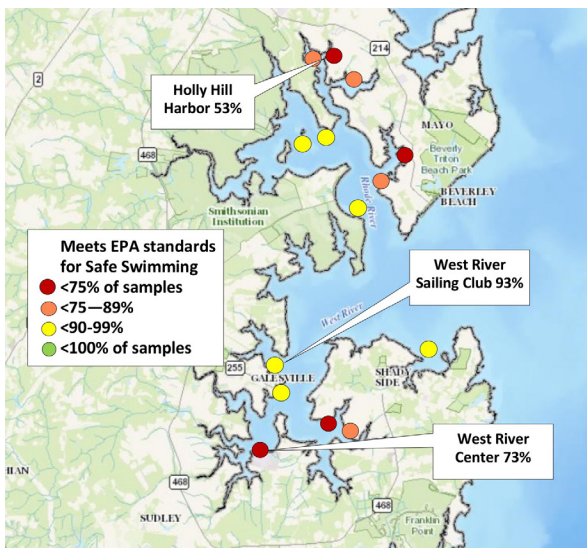 2
214
Holly Hill
Harbor 53%
MAYO
Beverly
Triton
Beach Park
468
BEVERLEY
BEACH
Rhode River
Smithsonian
Institution
Meets EPA standards
for Safe Swimming
<75% of samples
<75—89%
<90-99%
<100% of samples
West River
Sailing Club 93%
West River
255
GALESVILLE
SHADY
SIDE
West River
Center 73%
HIAN
468
468
SUDLEY
Franklin
Point